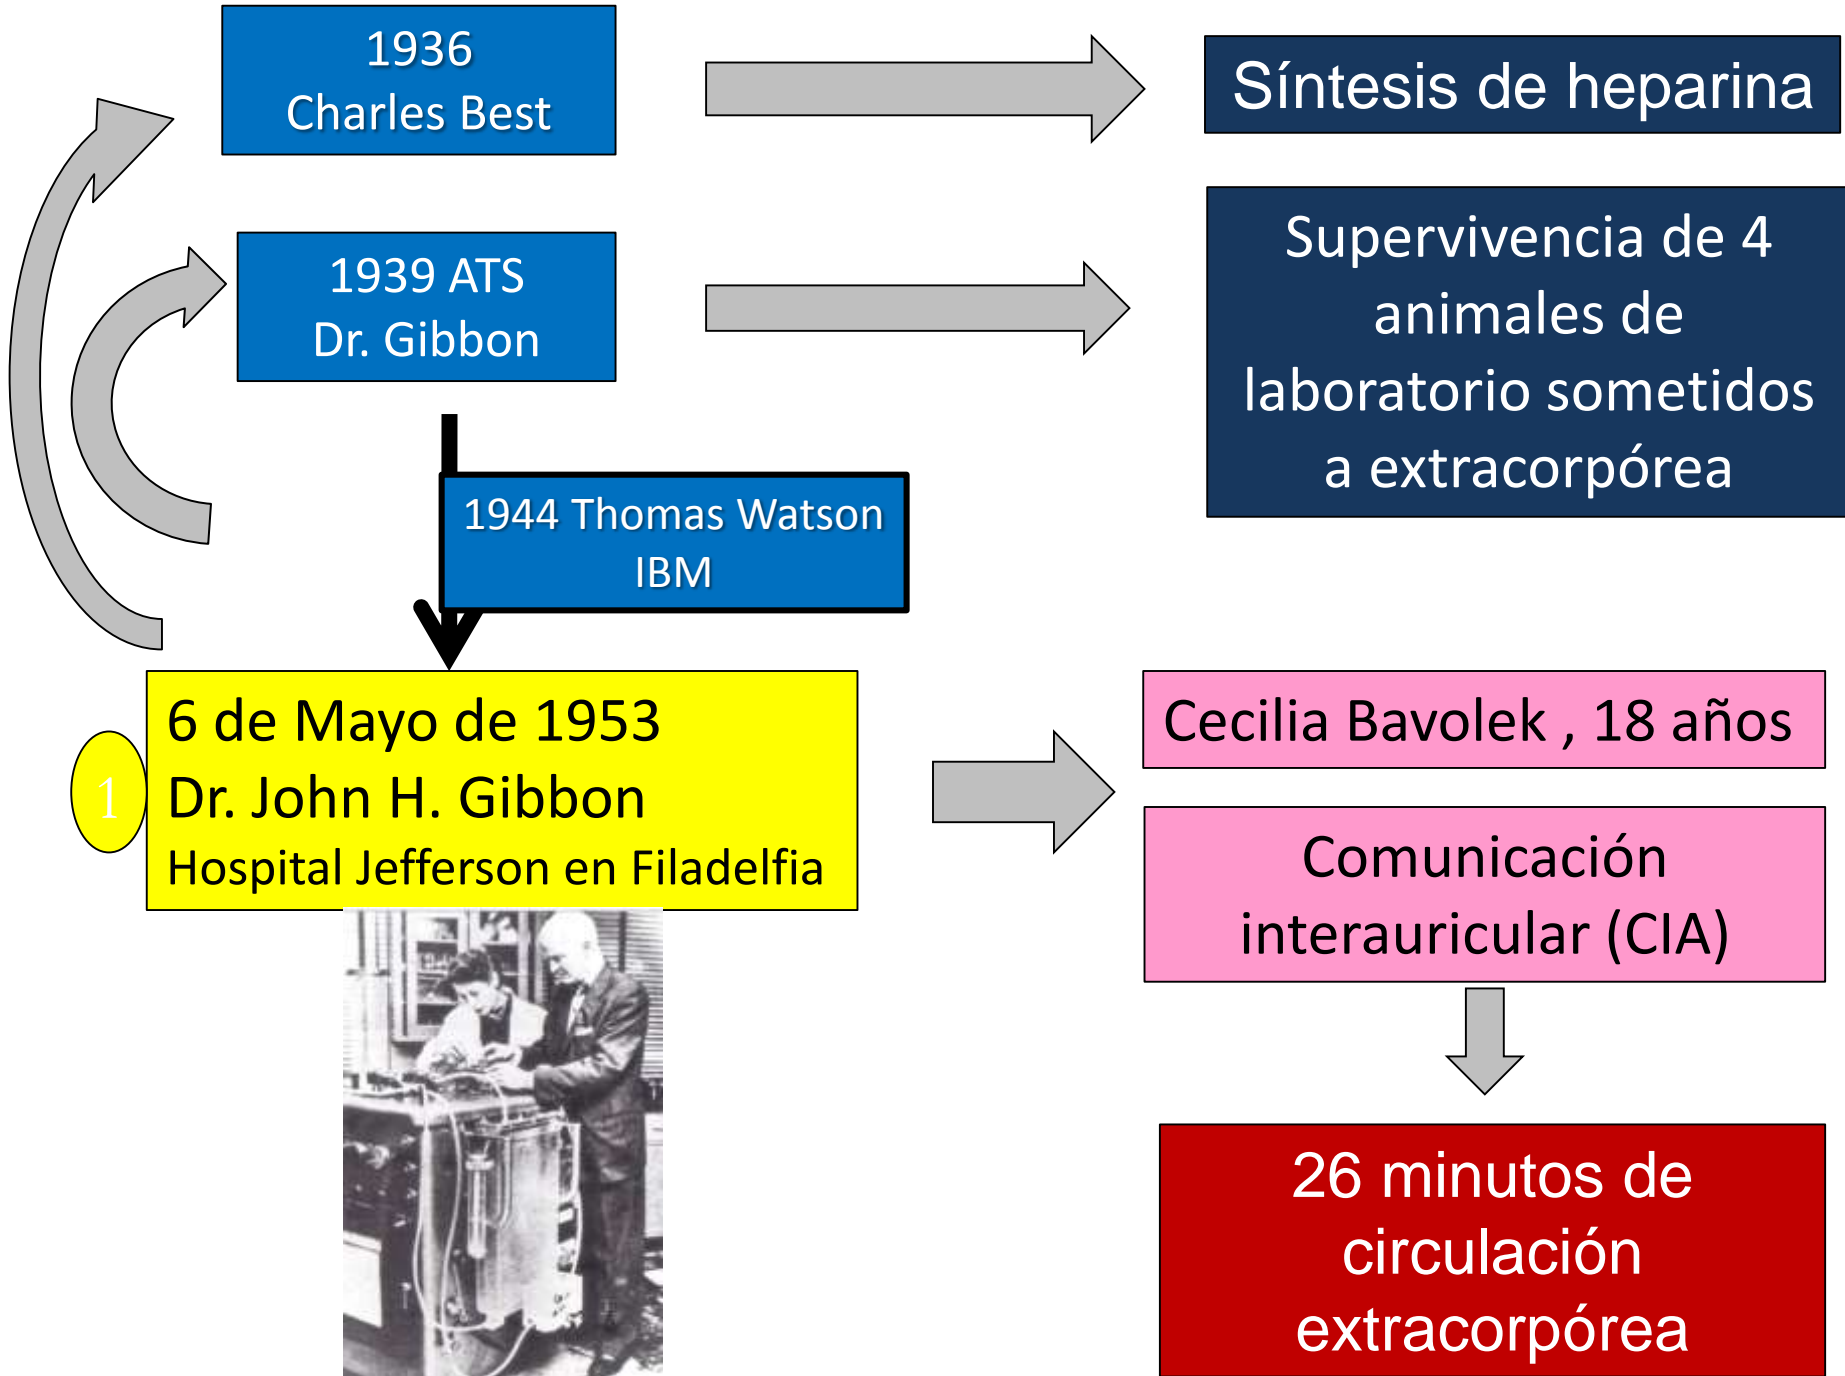 1936
Charles Best
Síntesis de heparina
1939 ATS
Dr. Gibbon
Supervivencia de 4
animales de
laboratorio sometidos
a extracorpórea
1944 Thomas Watson
IBM
1
6 de Mayo de 1953
Dr. John H. Gibbon
Hospital Jefferson en Filadelfia
Cecilia Bavolek , 18 años
Comunicación
interauricular (CIA)
26 minutos de
circulación
extracorpórea